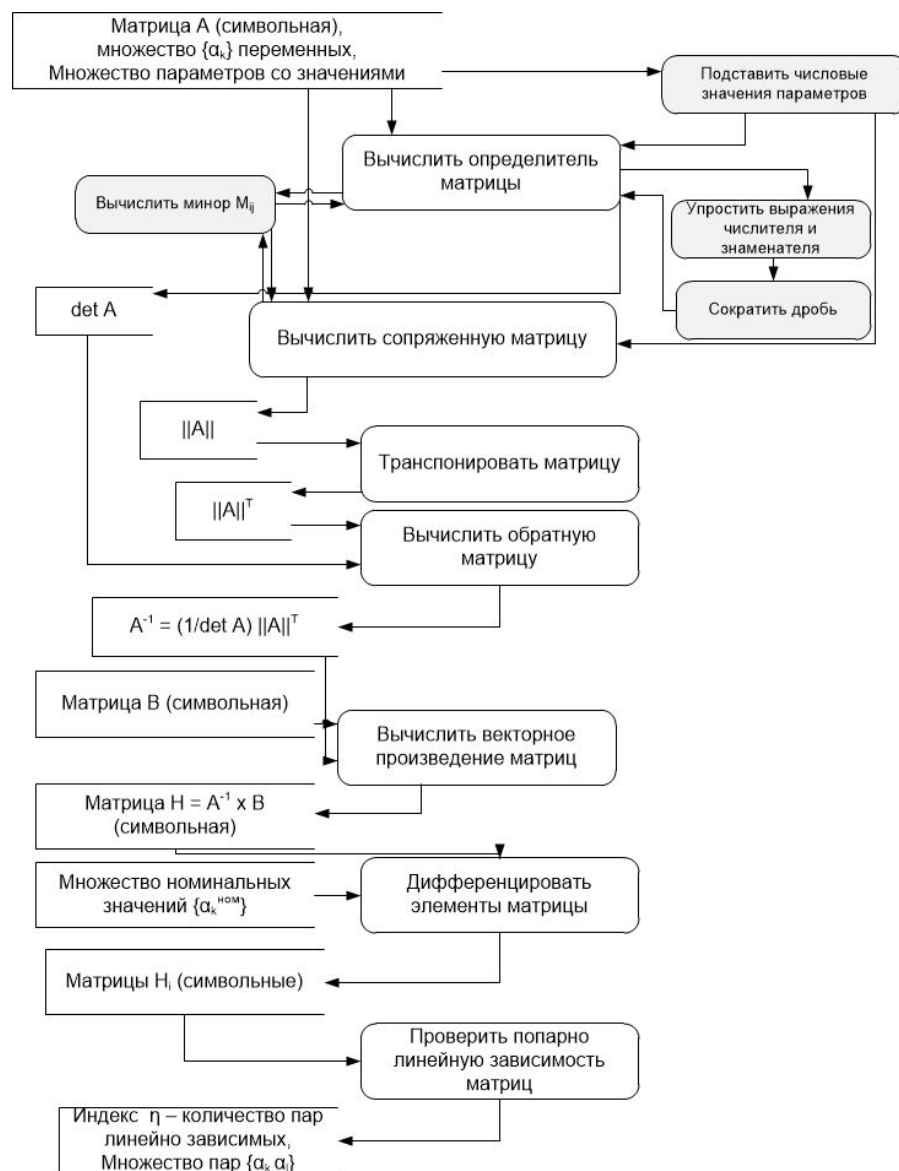 Матрица А (символьная),
множество {αₖ} переменных,
Множество параметров со значениями
Подставить числовые
значения параметров
Вычислить определитель
матрицы
Вычислить минор Mᵢⱼ
Упростить выражения
числителя и
знаменателя
det A
Сократить дробь
Вычислить сопряженную матрицу
||A||
Транспонировать матрицу
||A||ᵀ
Вычислить обратную
матрицу
A⁻¹ = (1/det A) ||A||ᵀ
Матрица В (символьная)
Вычислить векторное
произведение матриц
Матрица H = A⁻¹ x B
(символьная)
Множество номинальных
значений {αₖⁿᵒᵐ}
Дифференцировать
элементы матрицы
Матрицы Hᵢ (символьные)
Проверить попарно
линейную зависимость
матриц
Индекс η – количество пар
линейно зависимых,
Множество пар {αₖ αₗ}